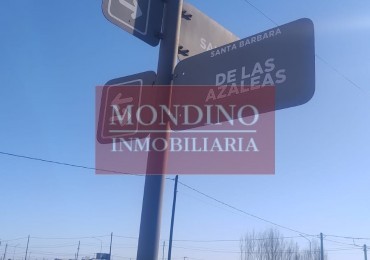 SANTA BARBARA
DE LAS
AZALEAS
MONDINO
INMOBILIARIA